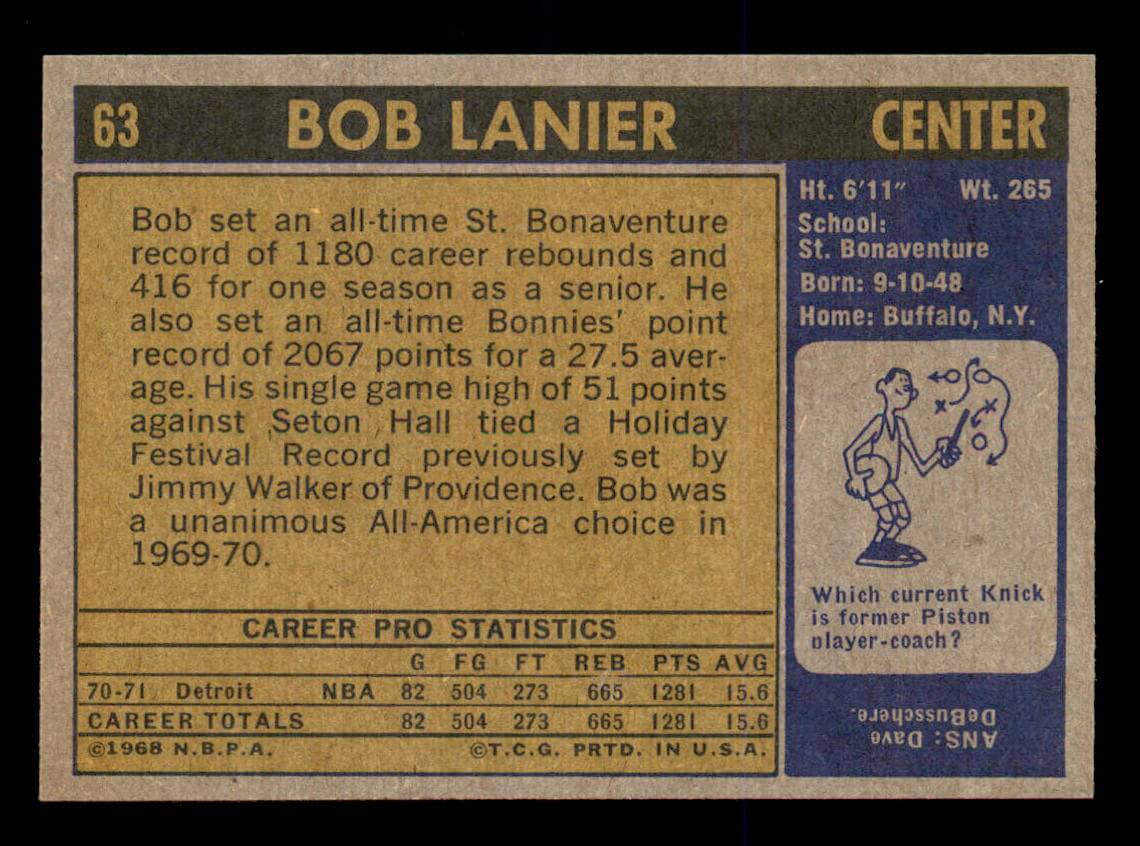 63 BOB LANIER CENTER
Bob set an all-time St. Bonaventure
record of 1180 career rebounds and
416 for one season as a senior. He
also set an all-time Bonnies' point
record of 2067 points for a 27.5 aver-
age. His single game high of 51 points
against Seton Hall tied a Holiday
Festival Record previously set by
Jimmy Walker of Providence. Bob was
a unanimous All-America choice in
1969-70.
CAREER PRO STATISTICS
G FG FT REB PTS AVG
70-71 Detroit NBA 82 504 273 665 1281 15.6
CAREER TOTALS 82 504 273 665 1281 15.6
©1968 N.B.P.A. ©T.C.G. PRTD. IN U.S.A.
Ht. 6'11" Wt. 265
School:
St. Bonaventure
Born: 9-10-48
Home: Buffalo, N.Y.
Which current Knick
is former Piston
player-coach?
ANS: Dave
DeBusschere.